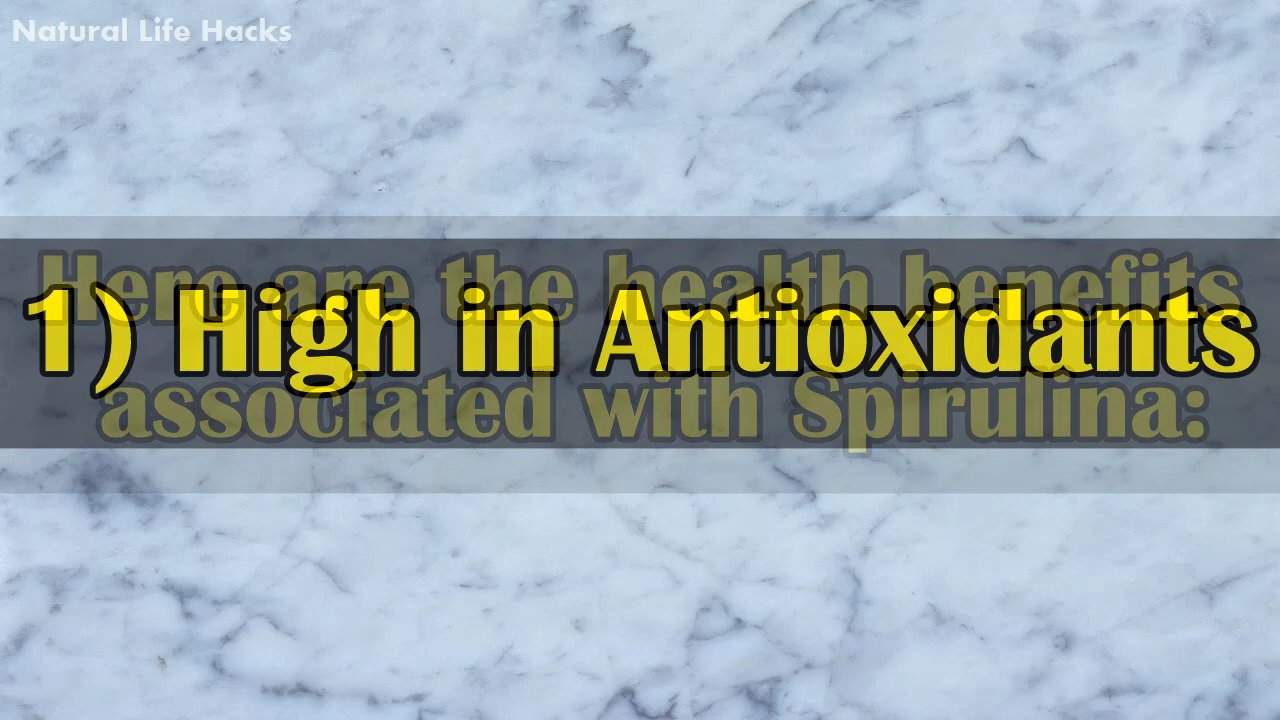 Natural Life Hacks
Here are the health benefits
1) High in Antioxidants
associated with Spirulina: